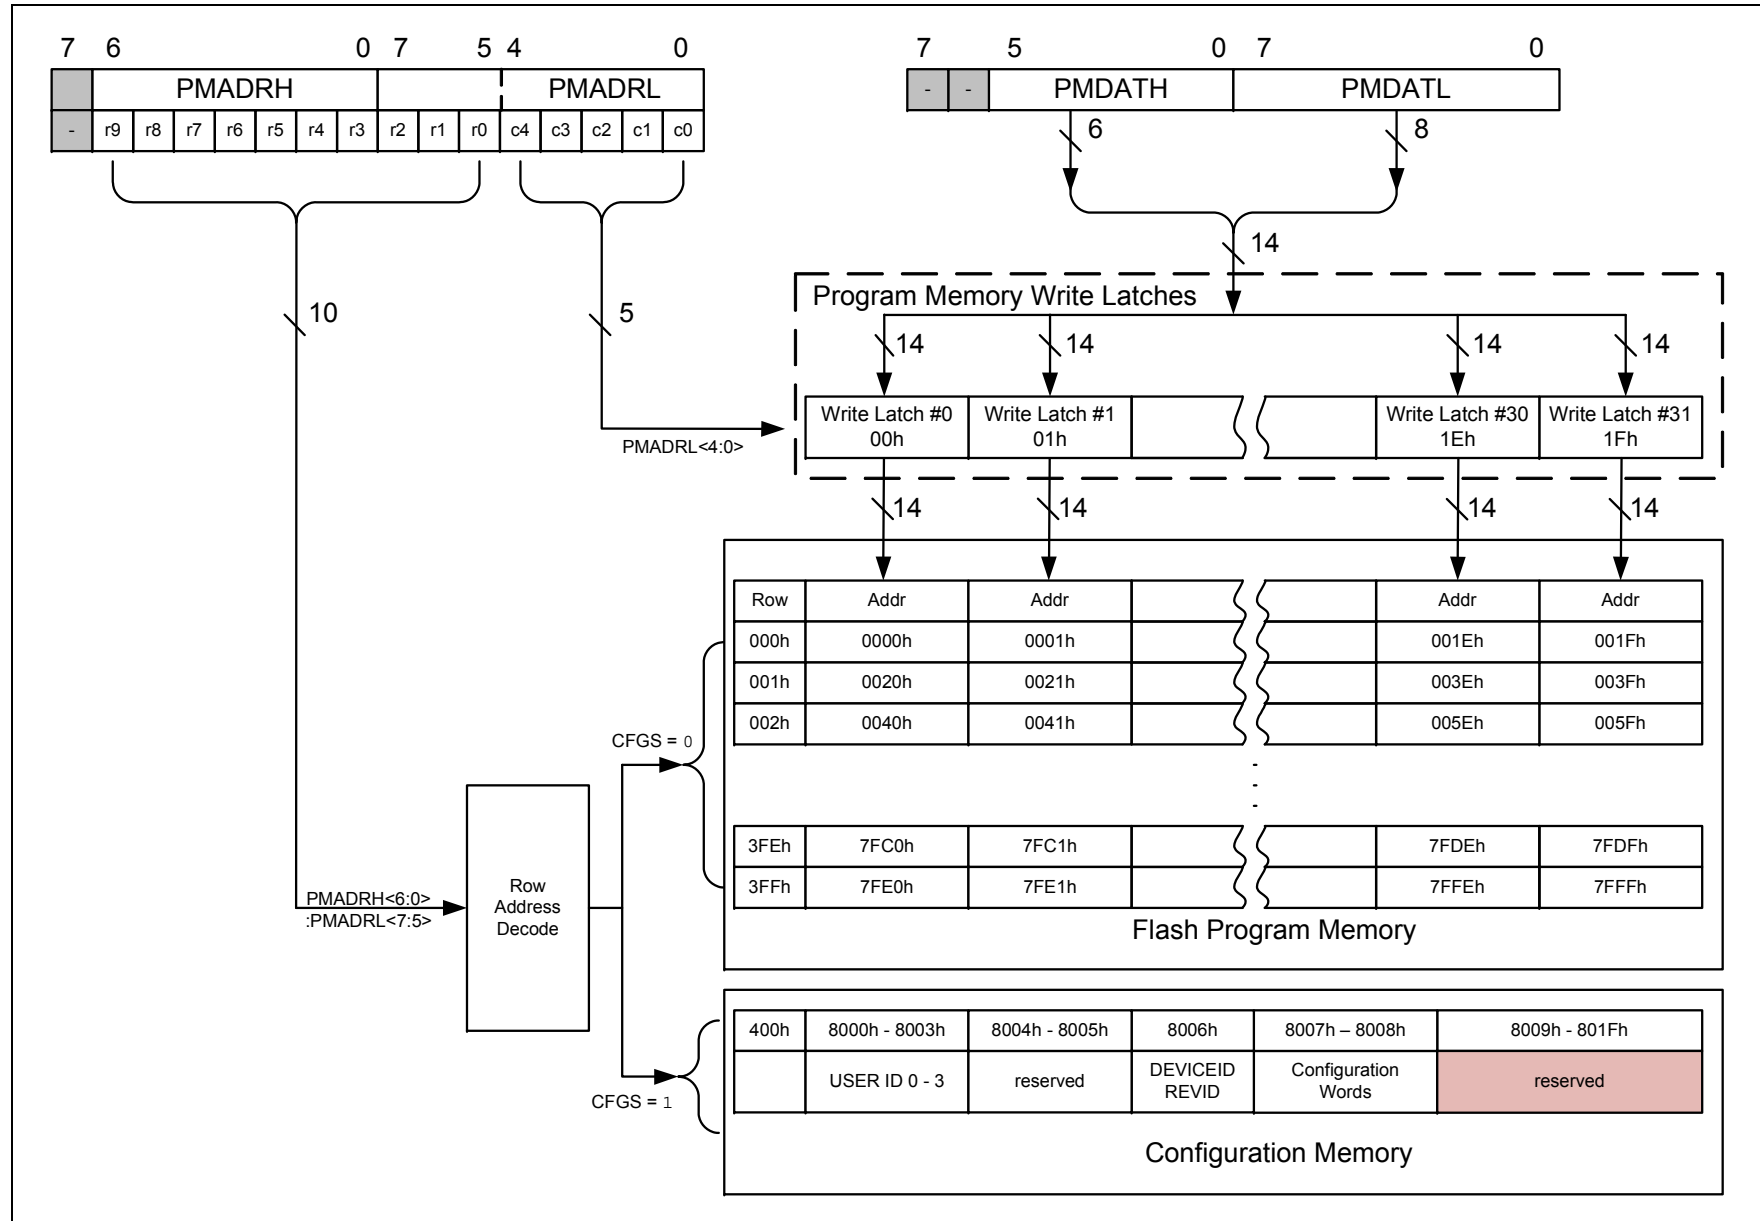 7 6 0 7 5 4 0
PMADRH PMADRL
- r9 r8 r7 r6 r5 r4 r3 r2 r1 r0 c4 c3 c2 c1 c0
7 5 0 7 0
- - PMDATH PMDATL
6 8
14
10
5
PMADRL<4:0>
Program Memory Write Latches
14 14 14 14
Write Latch #0 Write Latch #1 Write Latch #30 Write Latch #31
00h 01h 1Eh 1Fh
14 14 14 14
Row Addr Addr Addr Addr
000h 0000h 0001h 001Eh 001Fh
001h 0020h 0021h 003Eh 003Fh
002h 0040h 0041h 005Eh 005Fh
CFGS = 0
3FEh 7FC0h 7FC1h 7FDEh 7FDFh
3FFh 7FE0h 7FE1h 7FFEh 7FFFh
Flash Program Memory
PMADRH<6:0>
:PMADRL<7:5>
Row
Address
Decode
400h 8000h - 8003h 8004h - 8005h 8006h 8007h – 8008h 8009h - 801Fh
USER ID 0 - 3 reserved DEVICEID Configuration reserved
REVID Words
CFGS = 1
Configuration Memory